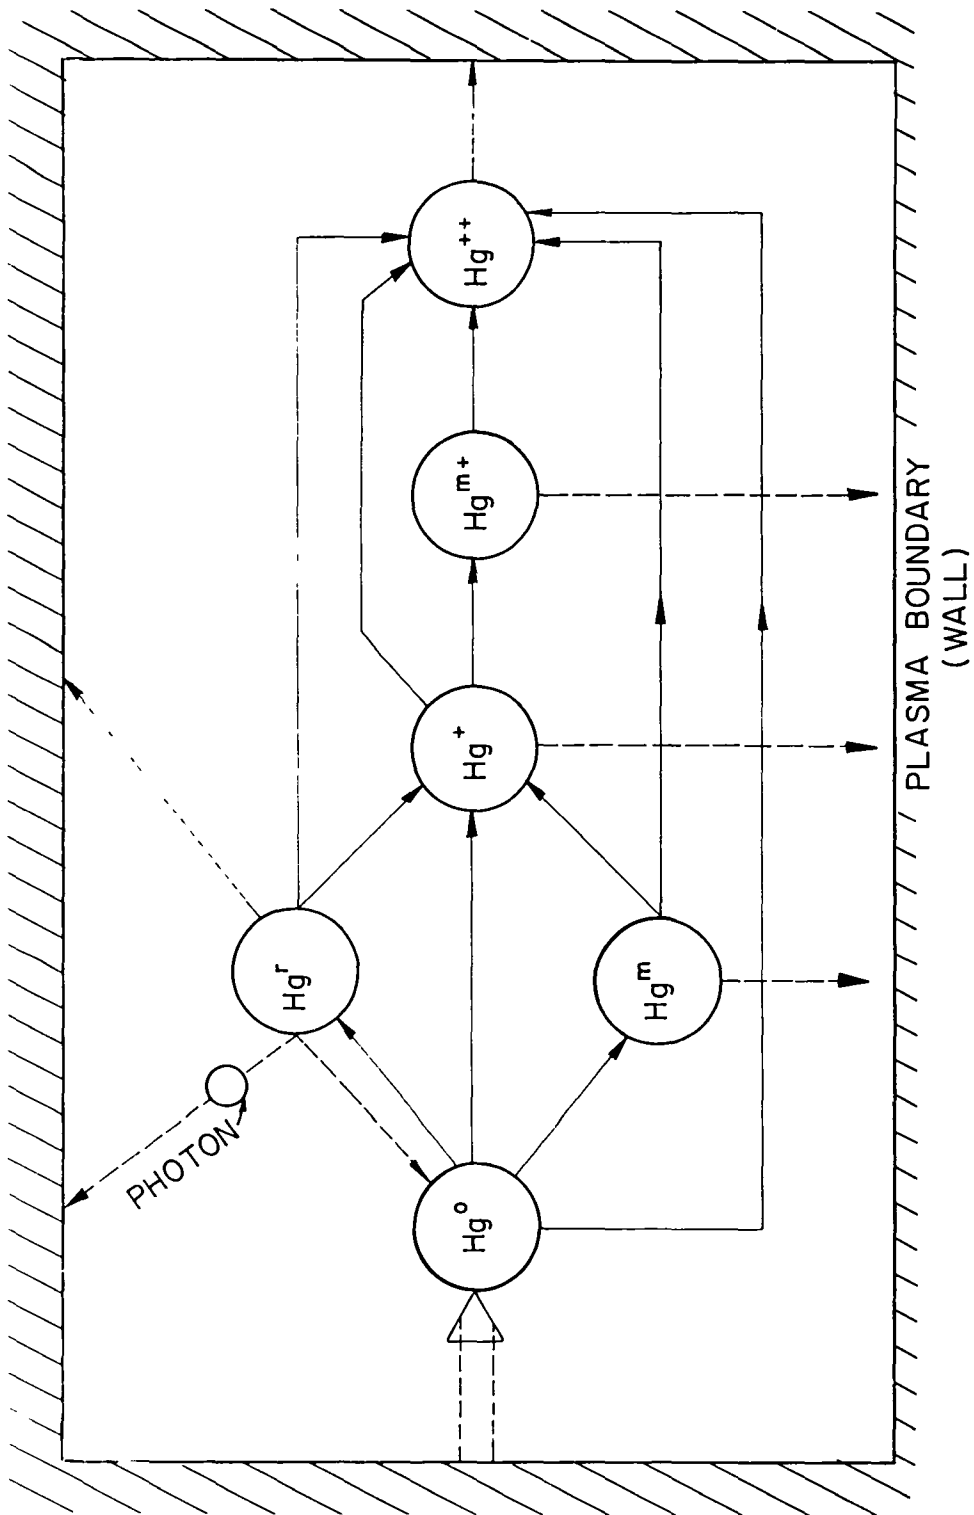 PHOTON
Hg^r
Hg^o
Hg^+
Hg^m+
Hg^++
Hg^m
PLASMA BOUNDARY
(WALL)